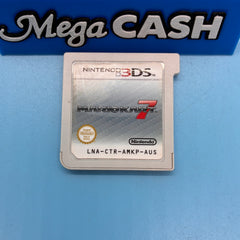 Mega CASH
NINTENDO 3DS
7
Nintendo
LNA-CTR-AMKP-AUS